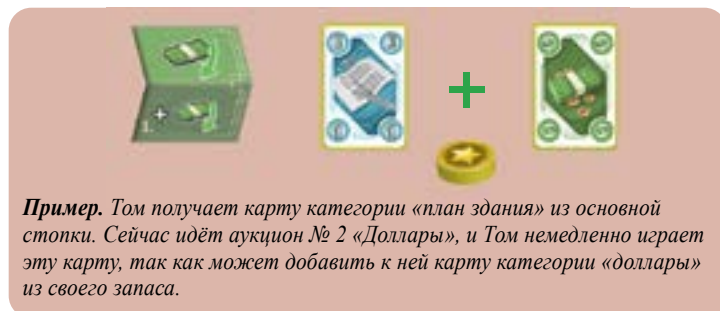 Пример. Том получает карту категории «план здания» из основной
стопки. Сейчас идёт аукцион № 2 «Доллары», и Том немедленно играет
эту карту, так как может добавить к ней карту категории «доллары»
из своего запаса.